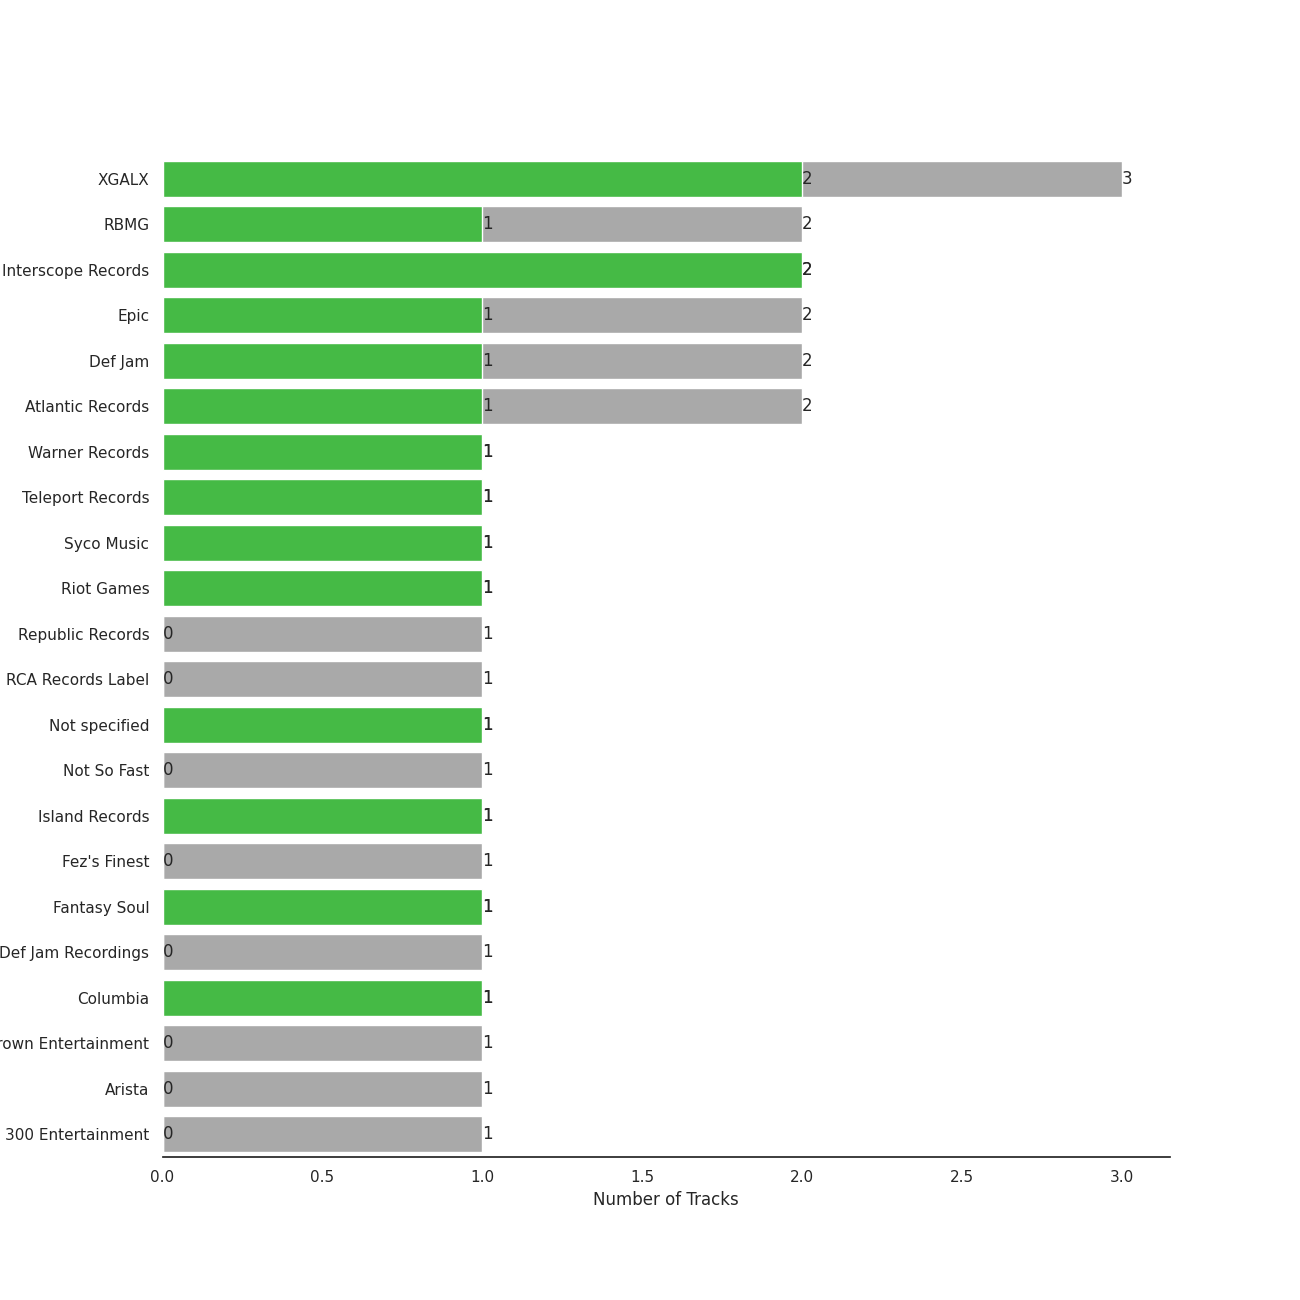 XGALX 2 3
RBMG 1 2
Interscope Records 2
Epic 1 2
Def Jam 1 2
Atlantic Records 1 2
Warner Records 1
Teleport Records 1
Syco Music 1
Riot Games 1
Republic Records 0 1
RCA Records Label 0 1
Not specified 1
Not So Fast 0 1
Island Records 1
Fez's Finest 0 1
Fantasy Soul 1
Def Jam Recordings 0 1
Columbia 1
Entertainment 0 1
Arista 0 1
300 Entertainment 0 1
0.0 0.5 1.0 1.5 2.0 2.5 3.0
Number of Tracks